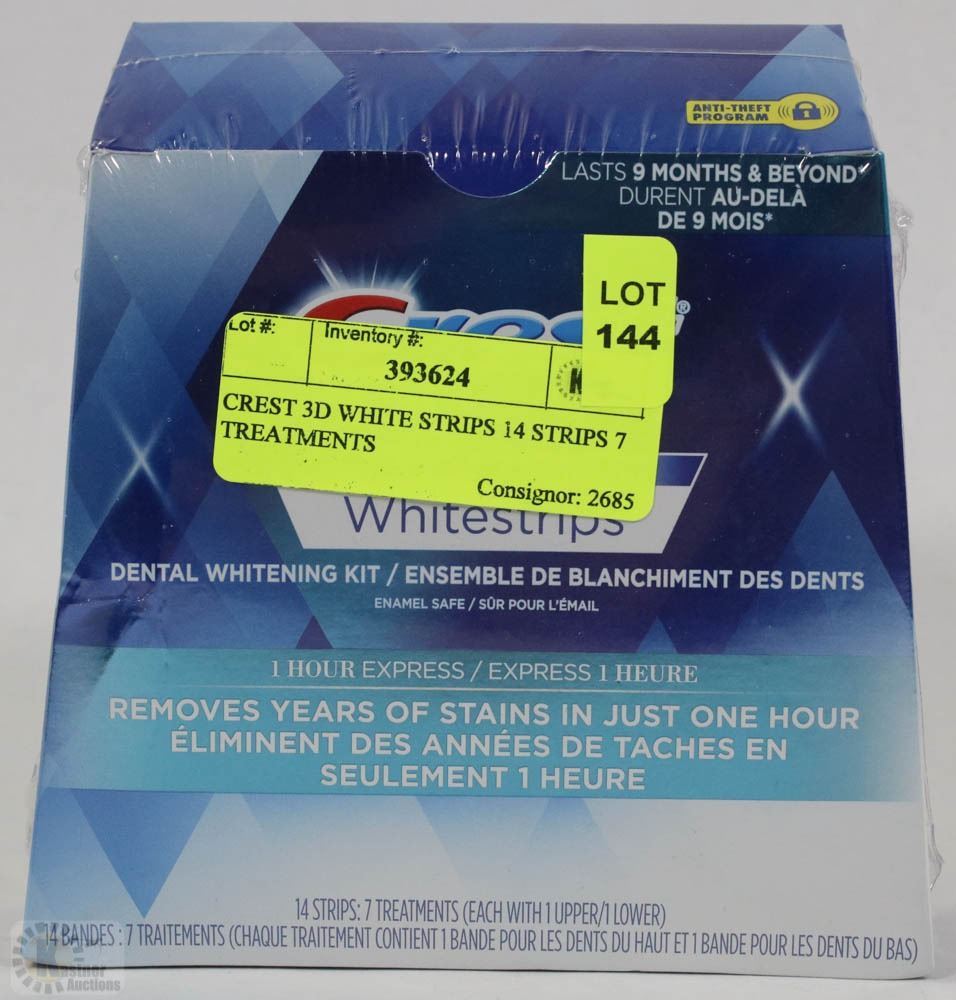 ANTI-THEFT
PROGRAM
LASTS 9 MONTHS & BEYOND*
DURENT AU-DELÀ
DE 9 MOIS*
LOT
144
Crest
Lot #:
Inventory #:
393624
K
CREST 3D WHITE STRIPS 14 STRIPS 7
TREATMENTS
Consignor: 2685
Whitestrips
DENTAL WHITENING KIT / ENSEMBLE DE BLANCHIMENT DES DENTS
ENAMEL SAFE / SÛR POUR L'ÉMAIL
1 HOUR EXPRESS / EXPRESS 1 HEURE
REMOVES YEARS OF STAINS IN JUST ONE HOUR
ÉLIMINENT DES ANNÉES DE TACHES EN
SEULEMENT 1 HEURE
14 STRIPS: 7 TREATMENTS (EACH WITH 1 UPPER/1 LOWER)
14 BANDES : 7 TRAITEMENTS (CHAQUE TRAITEMENT CONTIENT 1 BANDE POUR LES DENTS DU HAUT ET 1 BANDE POUR LES DENTS DU BAS)
Kastner
Auctions